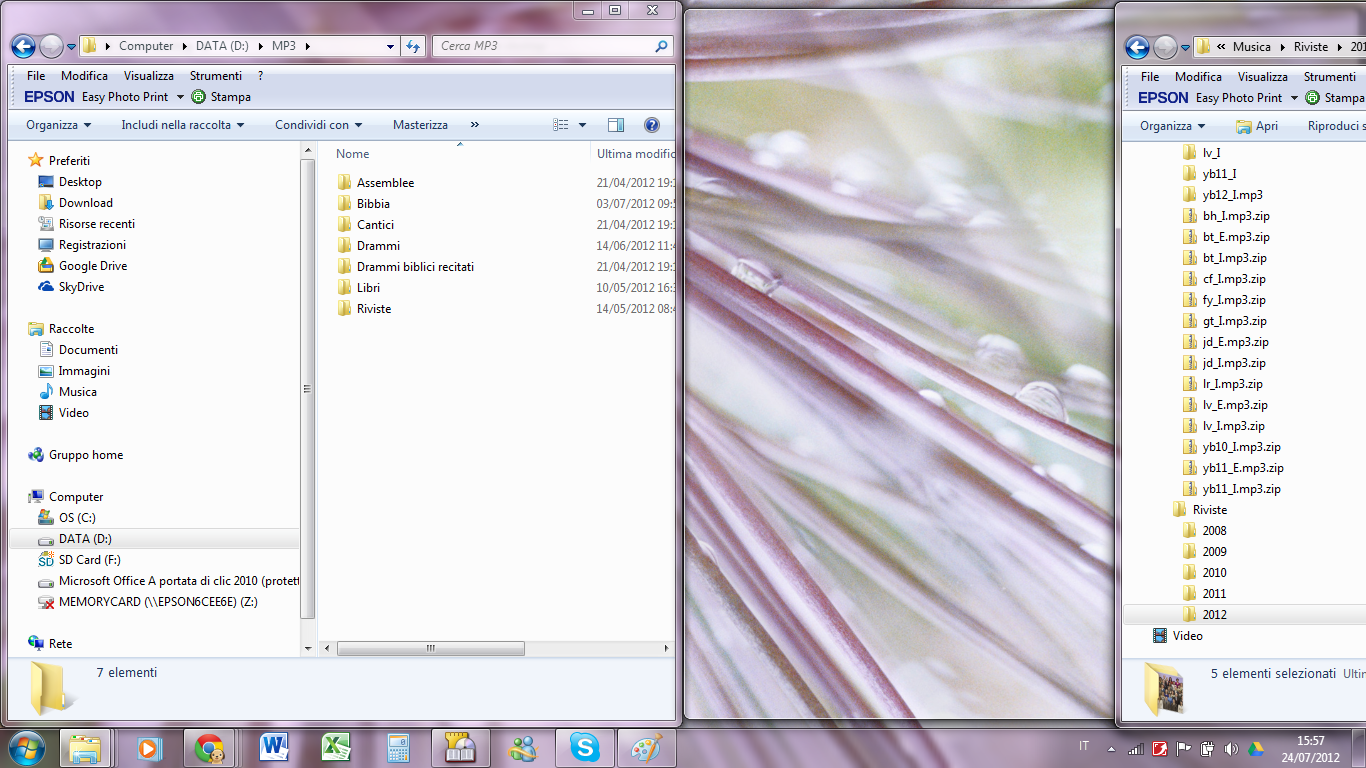 Computer DATA (D:) MP3
Cerca MP3
File Modifica Visualizza Strumenti ?
EPSON Easy Photo Print Stampa
Organizza Includi nella raccolta Condividi con Masterizza »
Nome Ultima modific
Preferiti
Desktop
Download
Risorse recenti
Registrazioni
Google Drive
SkyDrive
Raccolte
Documenti
Immagini
Musica
Video
Gruppo home
Computer
OS (C:)
DATA (D:)
SD Card (F:)
Microsoft Office A portata di clic 2010 (protett
MEMORYCARD (\\EPSON6CEE6E) (Z:)
Rete
Assemblee 21/04/2012 19:1
Bibbia 03/07/2012 09:5
Cantici 21/04/2012 19:1
Drammi 14/06/2012 11:4
Drammi biblici recitati 21/04/2012 19:1
Libri 10/05/2012 16:3
Riviste 14/05/2012 08:4
7 elementi
« Musica Riviste 201
File Modifica Visualizza Strumenti
EPSON Easy Photo Print Stampa
Organizza Apri Riproduci s
lv_I
yb11_I
yb12_I.mp3
bh_I.mp3.zip
bt_E.mp3.zip
bt_I.mp3.zip
cf_I.mp3.zip
fy_I.mp3.zip
gt_I.mp3.zip
jd_E.mp3.zip
jd_I.mp3.zip
lr_I.mp3.zip
lv_E.mp3.zip
lv_I.mp3.zip
yb10_I.mp3.zip
yb11_E.mp3.zip
yb11_I.mp3.zip
Riviste
2008
2009
2010
2011
2012
Video
5 elementi selezionati Ultin
IT
15:57
24/07/2012